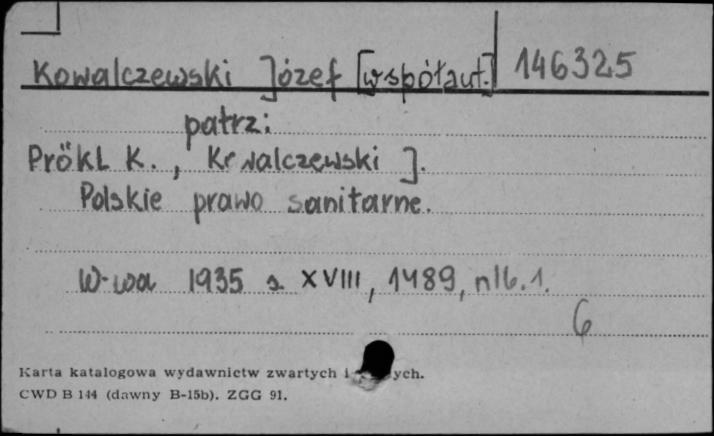 Kowalczewski Józef [współaut.] 146325
patrz:
Prökl K., Kowalczewski J.
Polskie prawo sanitarne.
W-wa 1935 s. XVIII, 1489, nlb. 1.
6
Karta katalogowa wydawnictw zwartych i
CWD B 144 (dawny B-15b). ZGG 91.